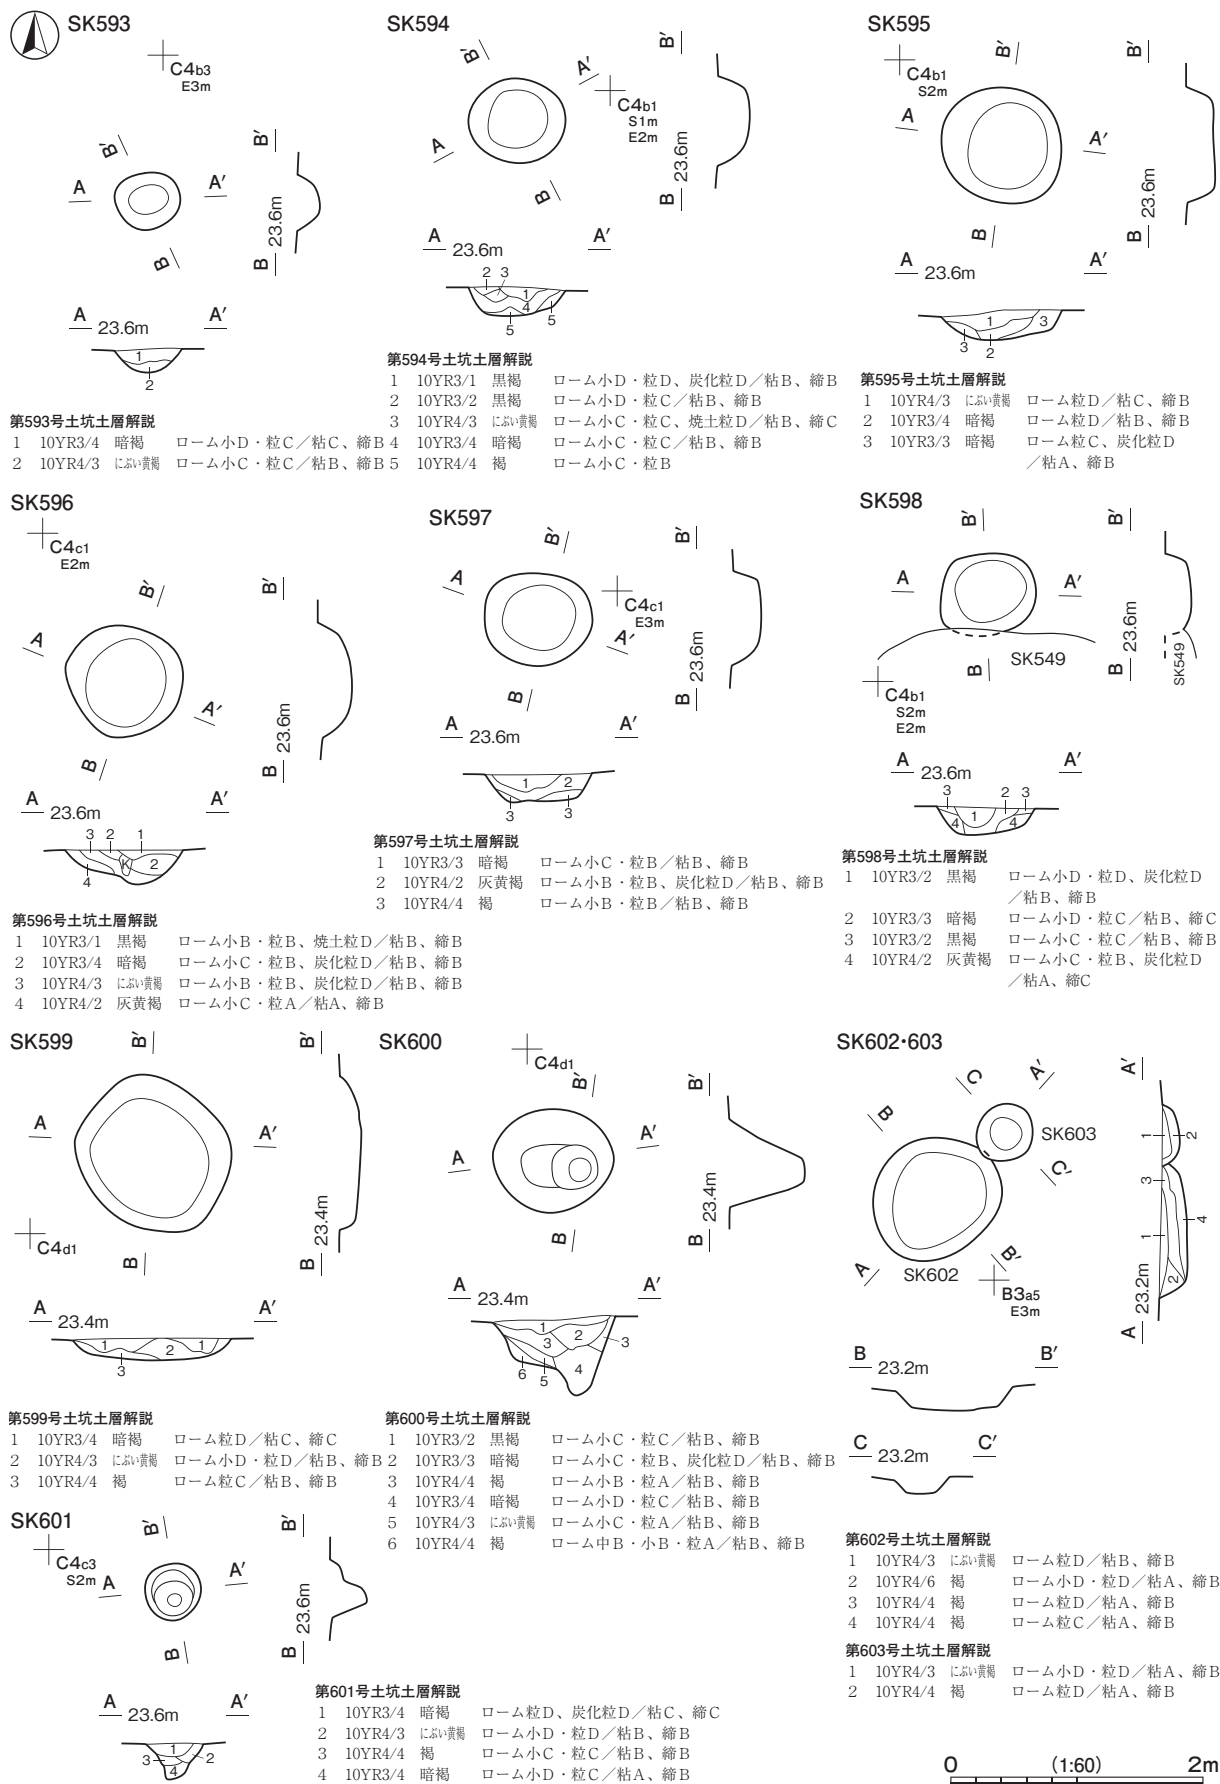 SK593
C4b3
E3m
B′
B′
A
A′
B
B
23.6m
A
23.6m
A′
1
2
第593号土坑土層解説
1 10YR3/4 暗褐 ローム小D・粒C／粘C、締B
2 10YR4/3 にぶい黄褐 ローム小C・粒C／粘B、締B
SK594
B′
A′
B′
C4b1
S1m
E2m
A
B
B
23.6m
A
23.6m
A′
2 3
1
4
5 5
第594号土坑土層解説
1 10YR3/1 黒褐 ローム小D・粒D、炭化粒D／粘B、締B
2 10YR3/2 黒褐 ローム小D・粒C／粘B、締B
3 10YR4/3 にぶい黄褐 ローム小C・粒C、焼土粒D／粘B、締C
4 10YR3/4 暗褐 ローム小C・粒C／粘B、締B
5 10YR4/4 褐 ローム小C・粒B
SK595
C4b1
S2m
B′
B′
A
A′
B
B
23.6m
A
23.6m
A′
1 3
3 2
第595号土坑土層解説
1 10YR4/3 にぶい黄褐 ローム粒D／粘C、締B
2 10YR3/4 暗褐 ローム粒D／粘B、締B
3 10YR3/3 暗褐 ローム粒C、炭化粒D
／粘A、締B
SK596
C4c1
E2m
B′
B′
A
A′
B
B
23.6m
A
23.6m
A′
3 2 1
K 2
4
第596号土坑土層解説
1 10YR3/1 黒褐 ローム小B・粒B、焼土粒D／粘B、締B
2 10YR3/4 暗褐 ローム小C・粒B、炭化粒D／粘B、締B
3 10YR4/3 にぶい黄褐 ローム小B・粒B、炭化粒D／粘B、締B
4 10YR4/2 灰黄褐 ローム小C・粒A／粘A、締B
SK597
B′
B′
A
C4c1
E3m
A′
B
B
23.6m
A
23.6m
A′
1 2
3 3
第597号土坑土層解説
1 10YR3/3 暗褐 ローム小C・粒B／粘B、締B
2 10YR4/2 灰黄褐 ローム小B・粒B、炭化粒D／粘B、締B
3 10YR4/4 褐 ローム小B・粒B／粘B、締B
SK598
B′
B′
A
A′
B
SK549
B
23.6m
SK549
C4b1
S2m
E2m
A
23.6m
A′
3 2 3
4 1 4
第598号土坑土層解説
1 10YR3/2 黒褐 ローム小D・粒D、炭化粒D
／粘B、締B
2 10YR3/3 暗褐 ローム小D・粒C／粘B、締C
3 10YR3/2 黒褐 ローム小C・粒C／粘B、締B
4 10YR4/2 灰黄褐 ローム小C・粒B、炭化粒D
／粘A、締C
SK599
B′
B′
A
A′
C4d1
B
B
23.4m
A
23.4m
A′
1 2 1
3
第599号土坑土層解説
1 10YR3/4 暗褐 ローム粒D／粘C、締C
2 10YR4/3 にぶい黄褐 ローム小D・粒D／粘B、締B
3 10YR4/4 褐 ローム粒C／粘B、締B
SK600
C4d1
B′
B′
A
A′
B
B
23.4m
A
23.4m
A′
1
3 2 3
6 5 4
第600号土坑土層解説
1 10YR3/2 黒褐 ローム小C・粒C／粘B、締B
2 10YR3/3 暗褐 ローム小C・粒B、炭化粒D／粘B、締B
3 10YR4/4 褐 ローム小B・粒A／粘B、締B
4 10YR3/4 暗褐 ローム小D・粒C／粘B、締B
5 10YR4/3 にぶい黄褐 ローム小C・粒A／粘B、締B
6 10YR4/4 褐 ローム中B・小B・粒A／粘B、締B
SK601
C4c3
S2m
B′
B′
A
A′
B
B
23.6m
A
23.6m
A′
1
3 2
4
第601号土坑土層解説
1 10YR3/4 暗褐 ローム粒D、炭化粒D／粘C、締C
2 10YR4/3 にぶい黄褐 ローム小D・粒D／粘B、締B
3 10YR4/4 褐 ローム小C・粒C／粘B、締B
4 10YR3/4 暗褐 ローム小D・粒C／粘A、締B
SK602•603
C
A′
A′
B
SK603
C′
1 2
3
4
1
2
A
SK602
B′
B3a5
E3m
A
23.2m
B
23.2m
B′
C
23.2m
C′
第602号土坑土層解説
1 10YR4/3 にぶい黄褐 ローム粒D／粘B、締B
2 10YR4/6 褐 ローム小D・粒D／粘A、締B
3 10YR4/4 褐 ローム粒D／粘A、締B
4 10YR4/4 褐 ローム粒C／粘A、締B
第603号土坑土層解説
1 10YR4/3 にぶい黄褐 ローム小D・粒D／粘A、締B
2 10YR4/4 褐 ローム粒D／粘A、締B
0 (1:60) 2m